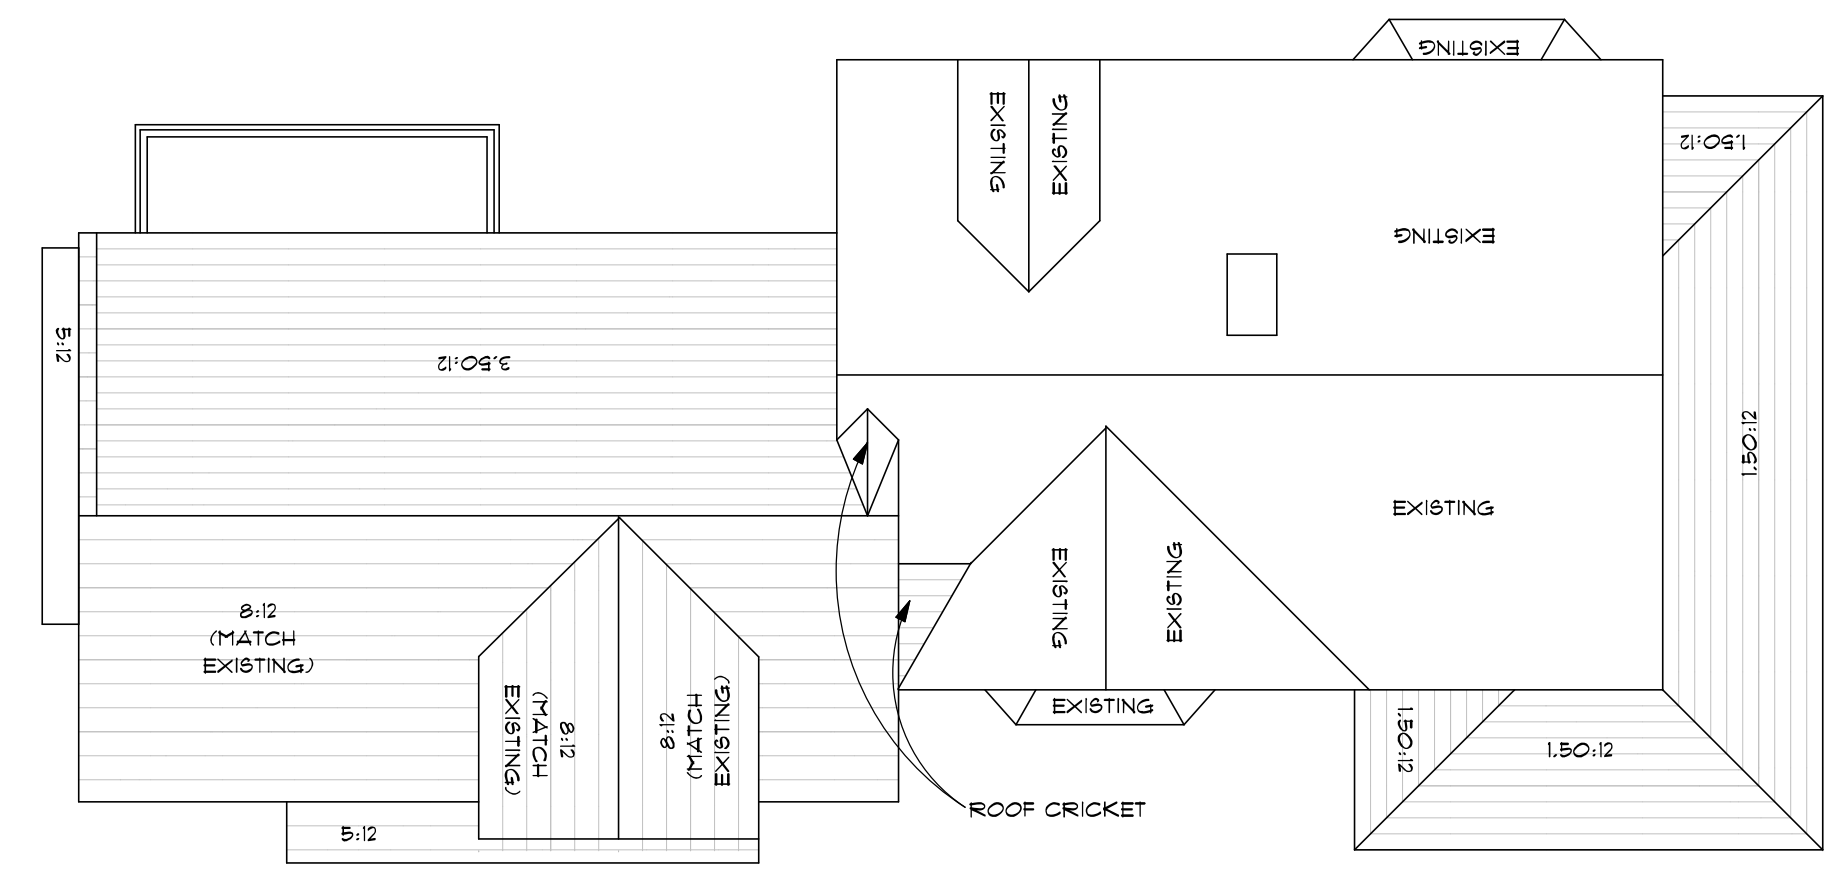 EXISTING
EXISTING
EXISTING
1.50:12
EXISTING
5:12
3.50:12
1.50:12
EXISTING
EXISTING
EXISTING
8:12
(MATCH
EXISTING)
8:12
(MATCH
EXISTING)
8:12
(MATCH
EXISTING)
EXISTING
1.50:12
1.50:12
ROOF CRICKET
5:12